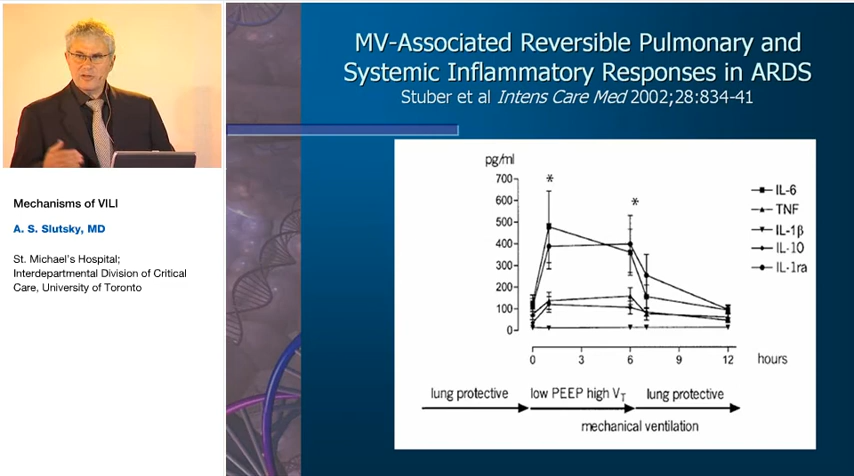 MV-Associated Reversible Pulmonary and
Systemic Inflammatory Responses in ARDS
Stuber et al Intens Care Med 2002;28:834-41
Mechanisms of VILI
A. S. Slutsky, MD
St. Michael's Hospital;
Interdepartmental Division of Critical
Care, University of Toronto
pg/ml
700
600
500
400
300
200
100
0
*
*
IL-6
TNF
IL-1β
IL-10
IL-1ra
0 3 6 9 12 hours
lung protective low PEEP high VT lung protective
mechanical ventilation